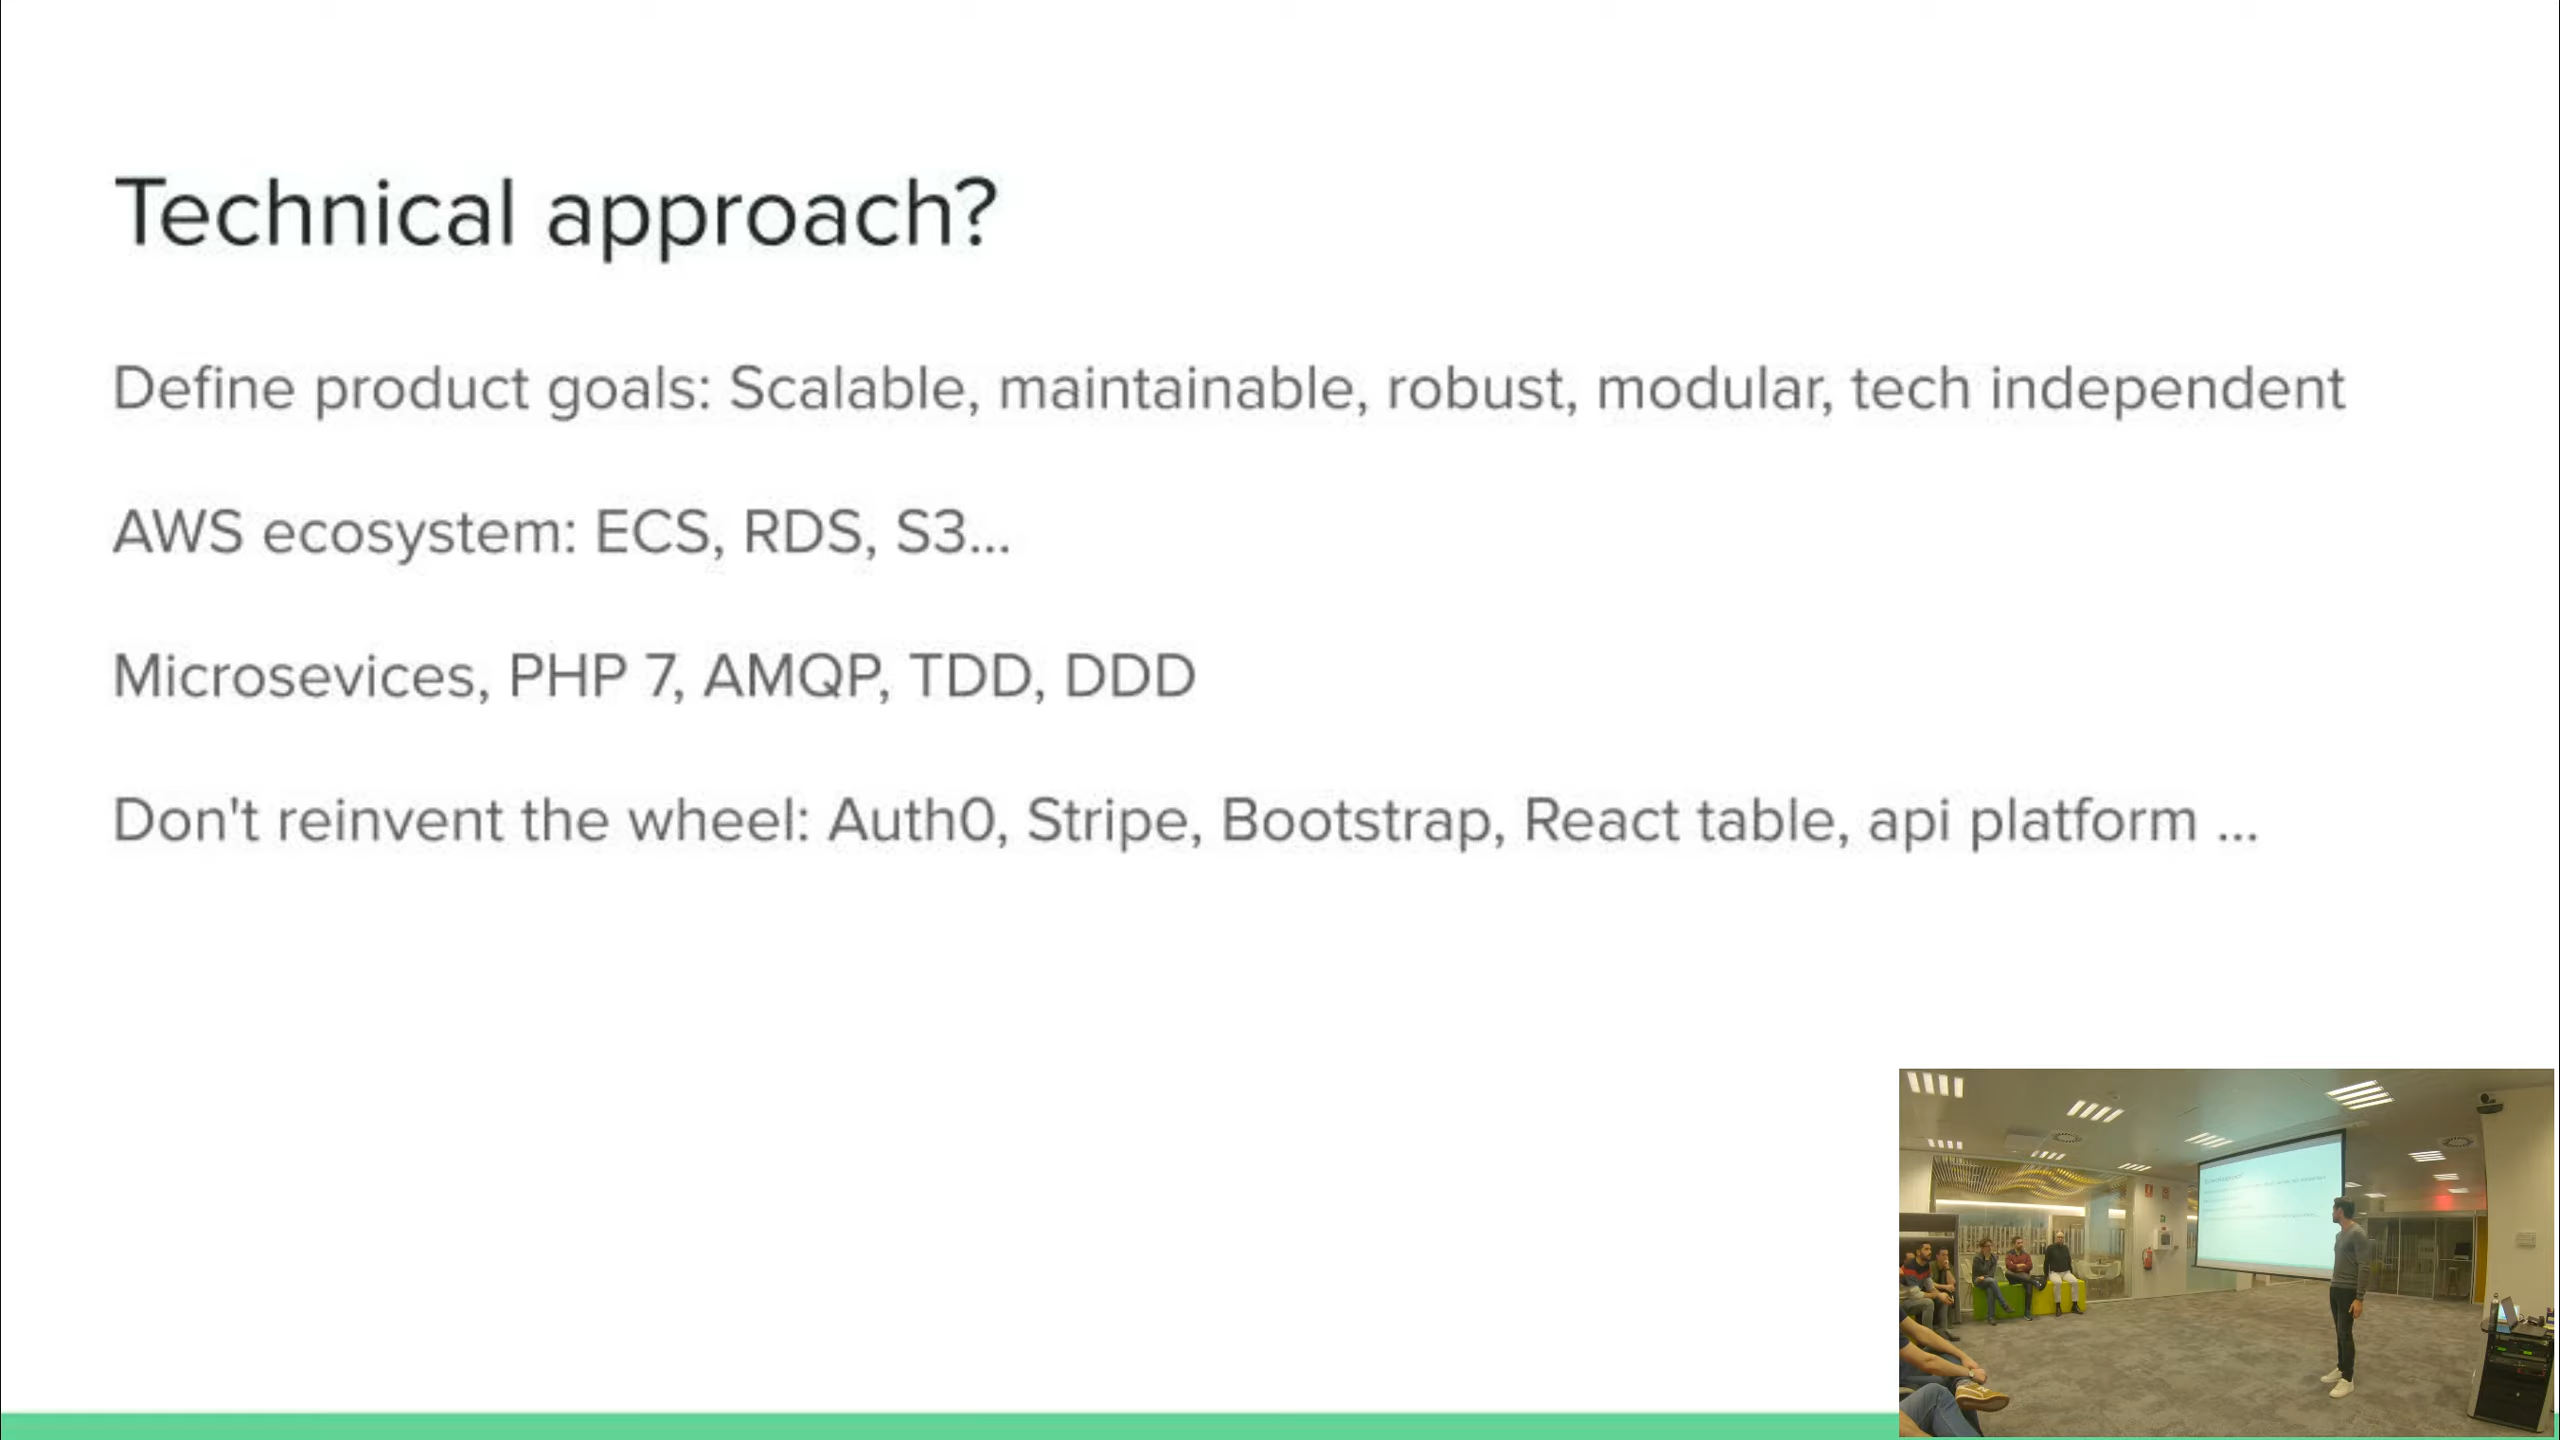 Technical approach?
Define product goals: Scalable, maintainable, robust, modular, tech independent
AWS ecosystem: ECS, RDS, S3...
Microsevices, PHP 7, AMQP, TDD, DDD
Don't reinvent the wheel: Auth0, Stripe, Bootstrap, React table, api platform ...